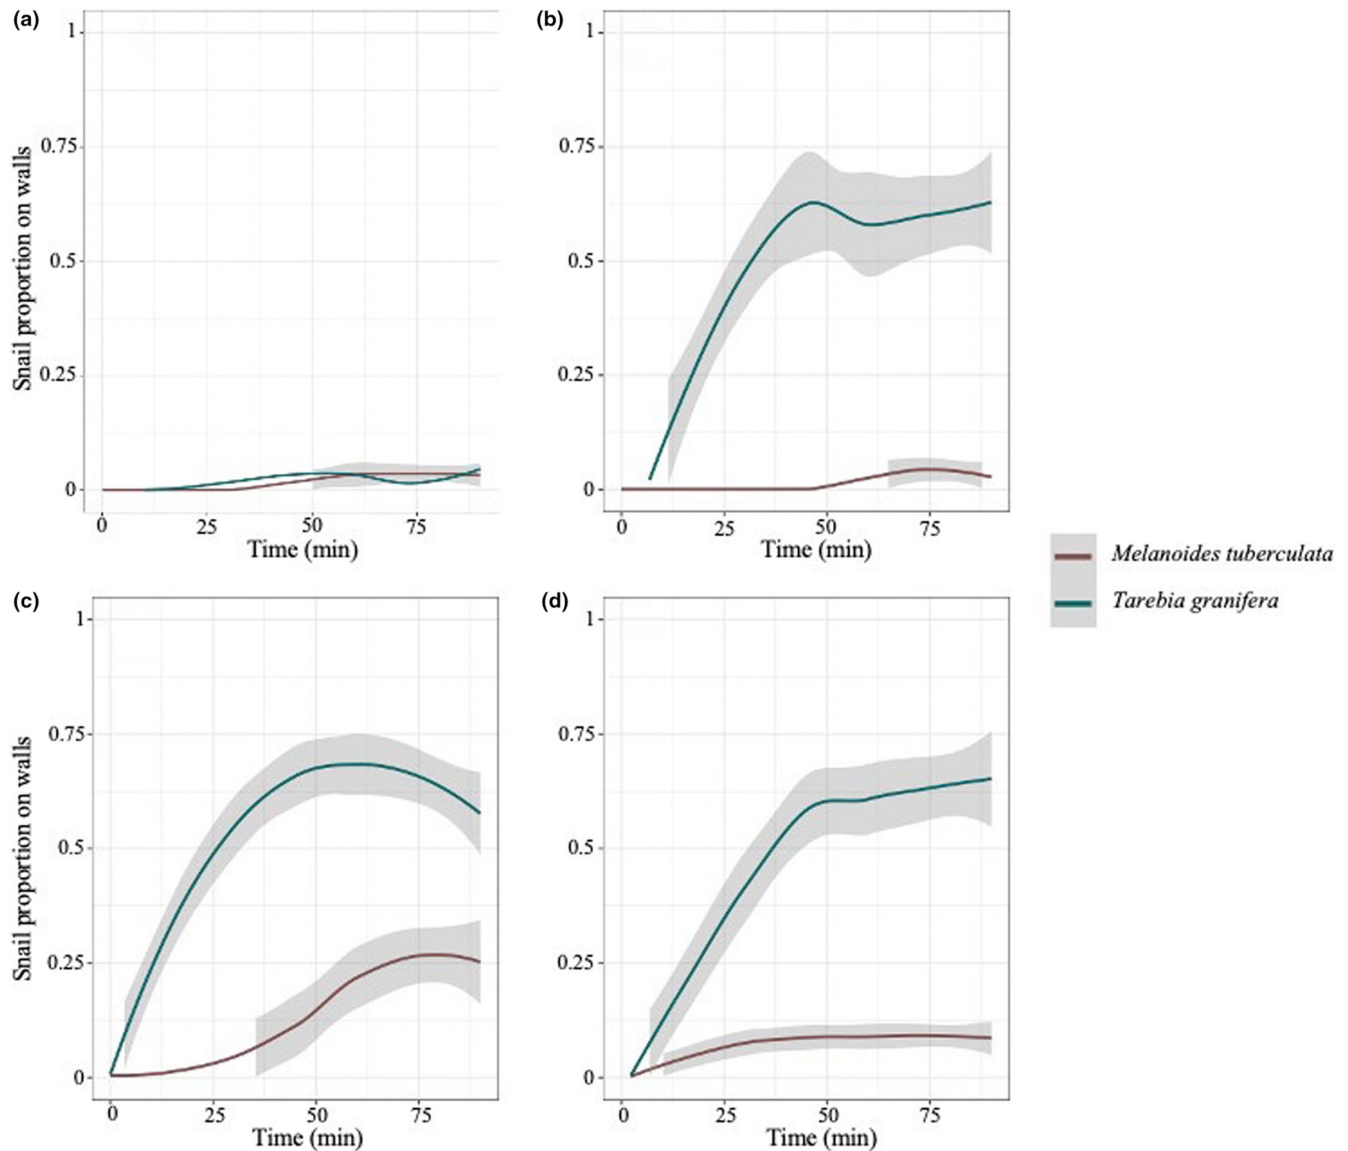 (a)
Snail proportion on walls
1
0.75
0.5
0.25
0
0 25 50 75
Time (min)
(b)
1
0.75
0.5
0.25
0
0 25 50 75
Time (min)
Melanoides tuberculata
Tarebia granifera
(c)
Snail proportion on walls
1
0.75
0.5
0.25
0
0 25 50 75
Time (min)
(d)
1
0.75
0.5
0.25
0
0 25 50 75
Time (min)